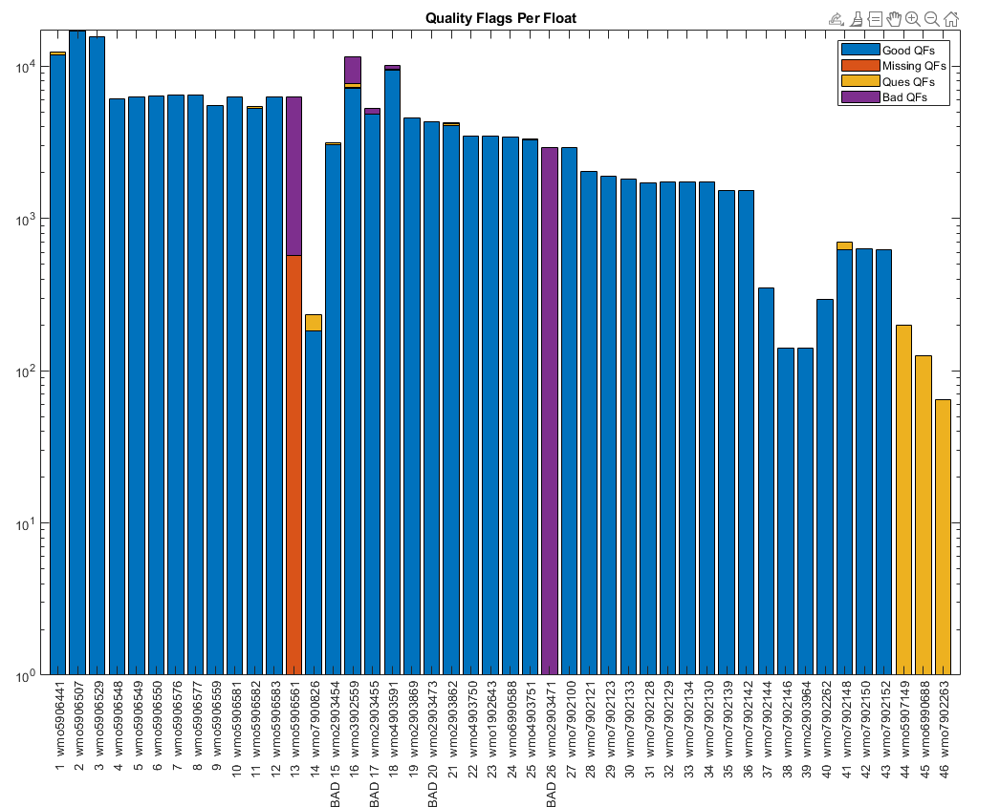 Quality Flags Per Float
Good QFs
Missing QFs
Ques QFs
Bad QFs
10^4
10^3
10^2
10^1
10^0
1 wmo5906441
2 wmo5906507
3 wmo5906529
4 wmo5906548
5 wmo5906549
6 wmo5906550
7 wmo5906576
8 wmo5906577
9 wmo5906559
10 wmo5906581
11 wmo5906582
12 wmo5906583
13 wmo5906561
14 wmo7900826
BAD 15 wmo2903454
16 wmo3902559
BAD 17 wmo2903455
18 wmo4903591
19 wmo2903869
BAD 20 wmo2903473
21 wmo2903862
22 wmo4903750
23 wmo1902643
24 wmo6990588
25 wmo4903751
BAD 26 wmo2903471
27 wmo7902100
28 wmo7902121
29 wmo7902123
30 wmo7902133
31 wmo7902128
32 wmo7902129
33 wmo7902134
34 wmo7902130
35 wmo7902139
36 wmo7902142
37 wmo7902144
38 wmo7902146
39 wmo2903964
40 wmo7902262
41 wmo7902148
42 wmo7902150
43 wmo7902152
44 wmo5907149
45 wmo6990688
46 wmo7902263